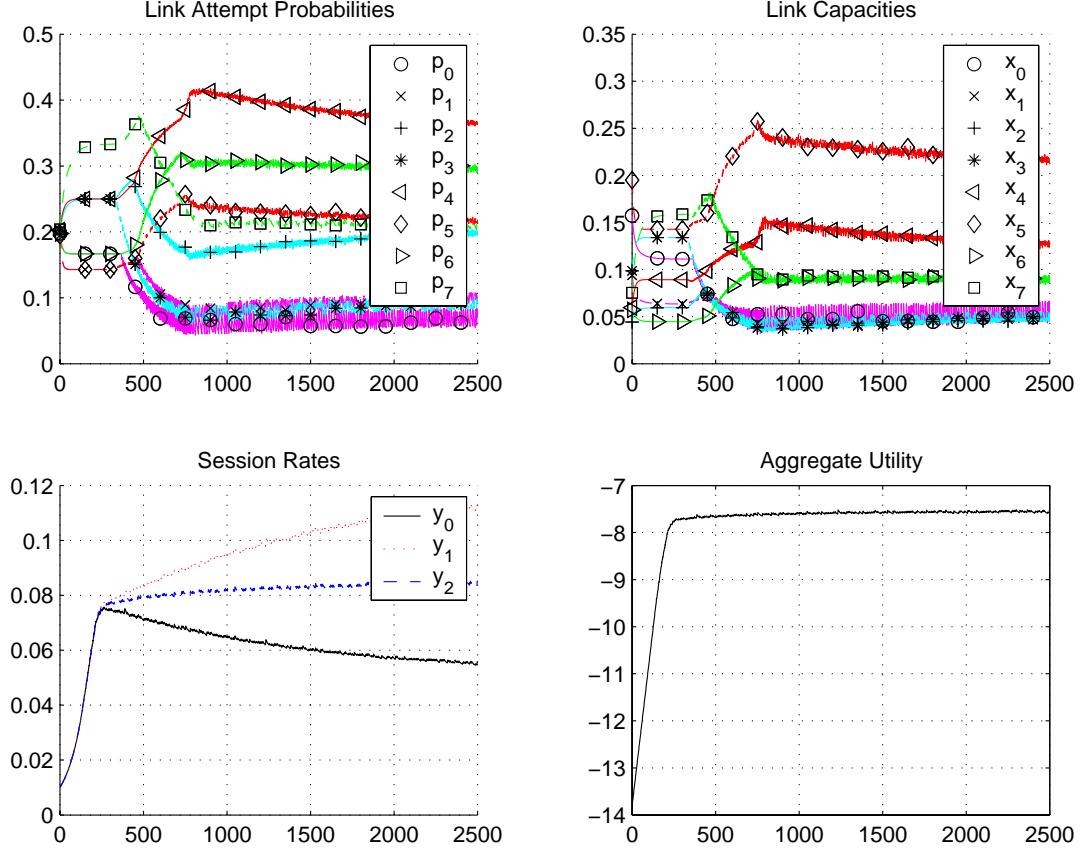 Link Attempt Probabilities
0.5
0.4
0.3
0.2
0.1
0
0 500 1000 1500 2000 2500
p0
p1
p2
p3
p4
p5
p6
p7
Link Capacities
0.35
0.3
0.25
0.2
0.15
0.1
0.05
0
0 500 1000 1500 2000 2500
x0
x1
x2
x3
x4
x5
x6
x7
Session Rates
0.12
0.1
0.08
0.06
0.04
0.02
0
0 500 1000 1500 2000 2500
y0
y1
y2
Aggregate Utility
−7
−8
−9
−10
−11
−12
−13
−14
0 500 1000 1500 2000 2500